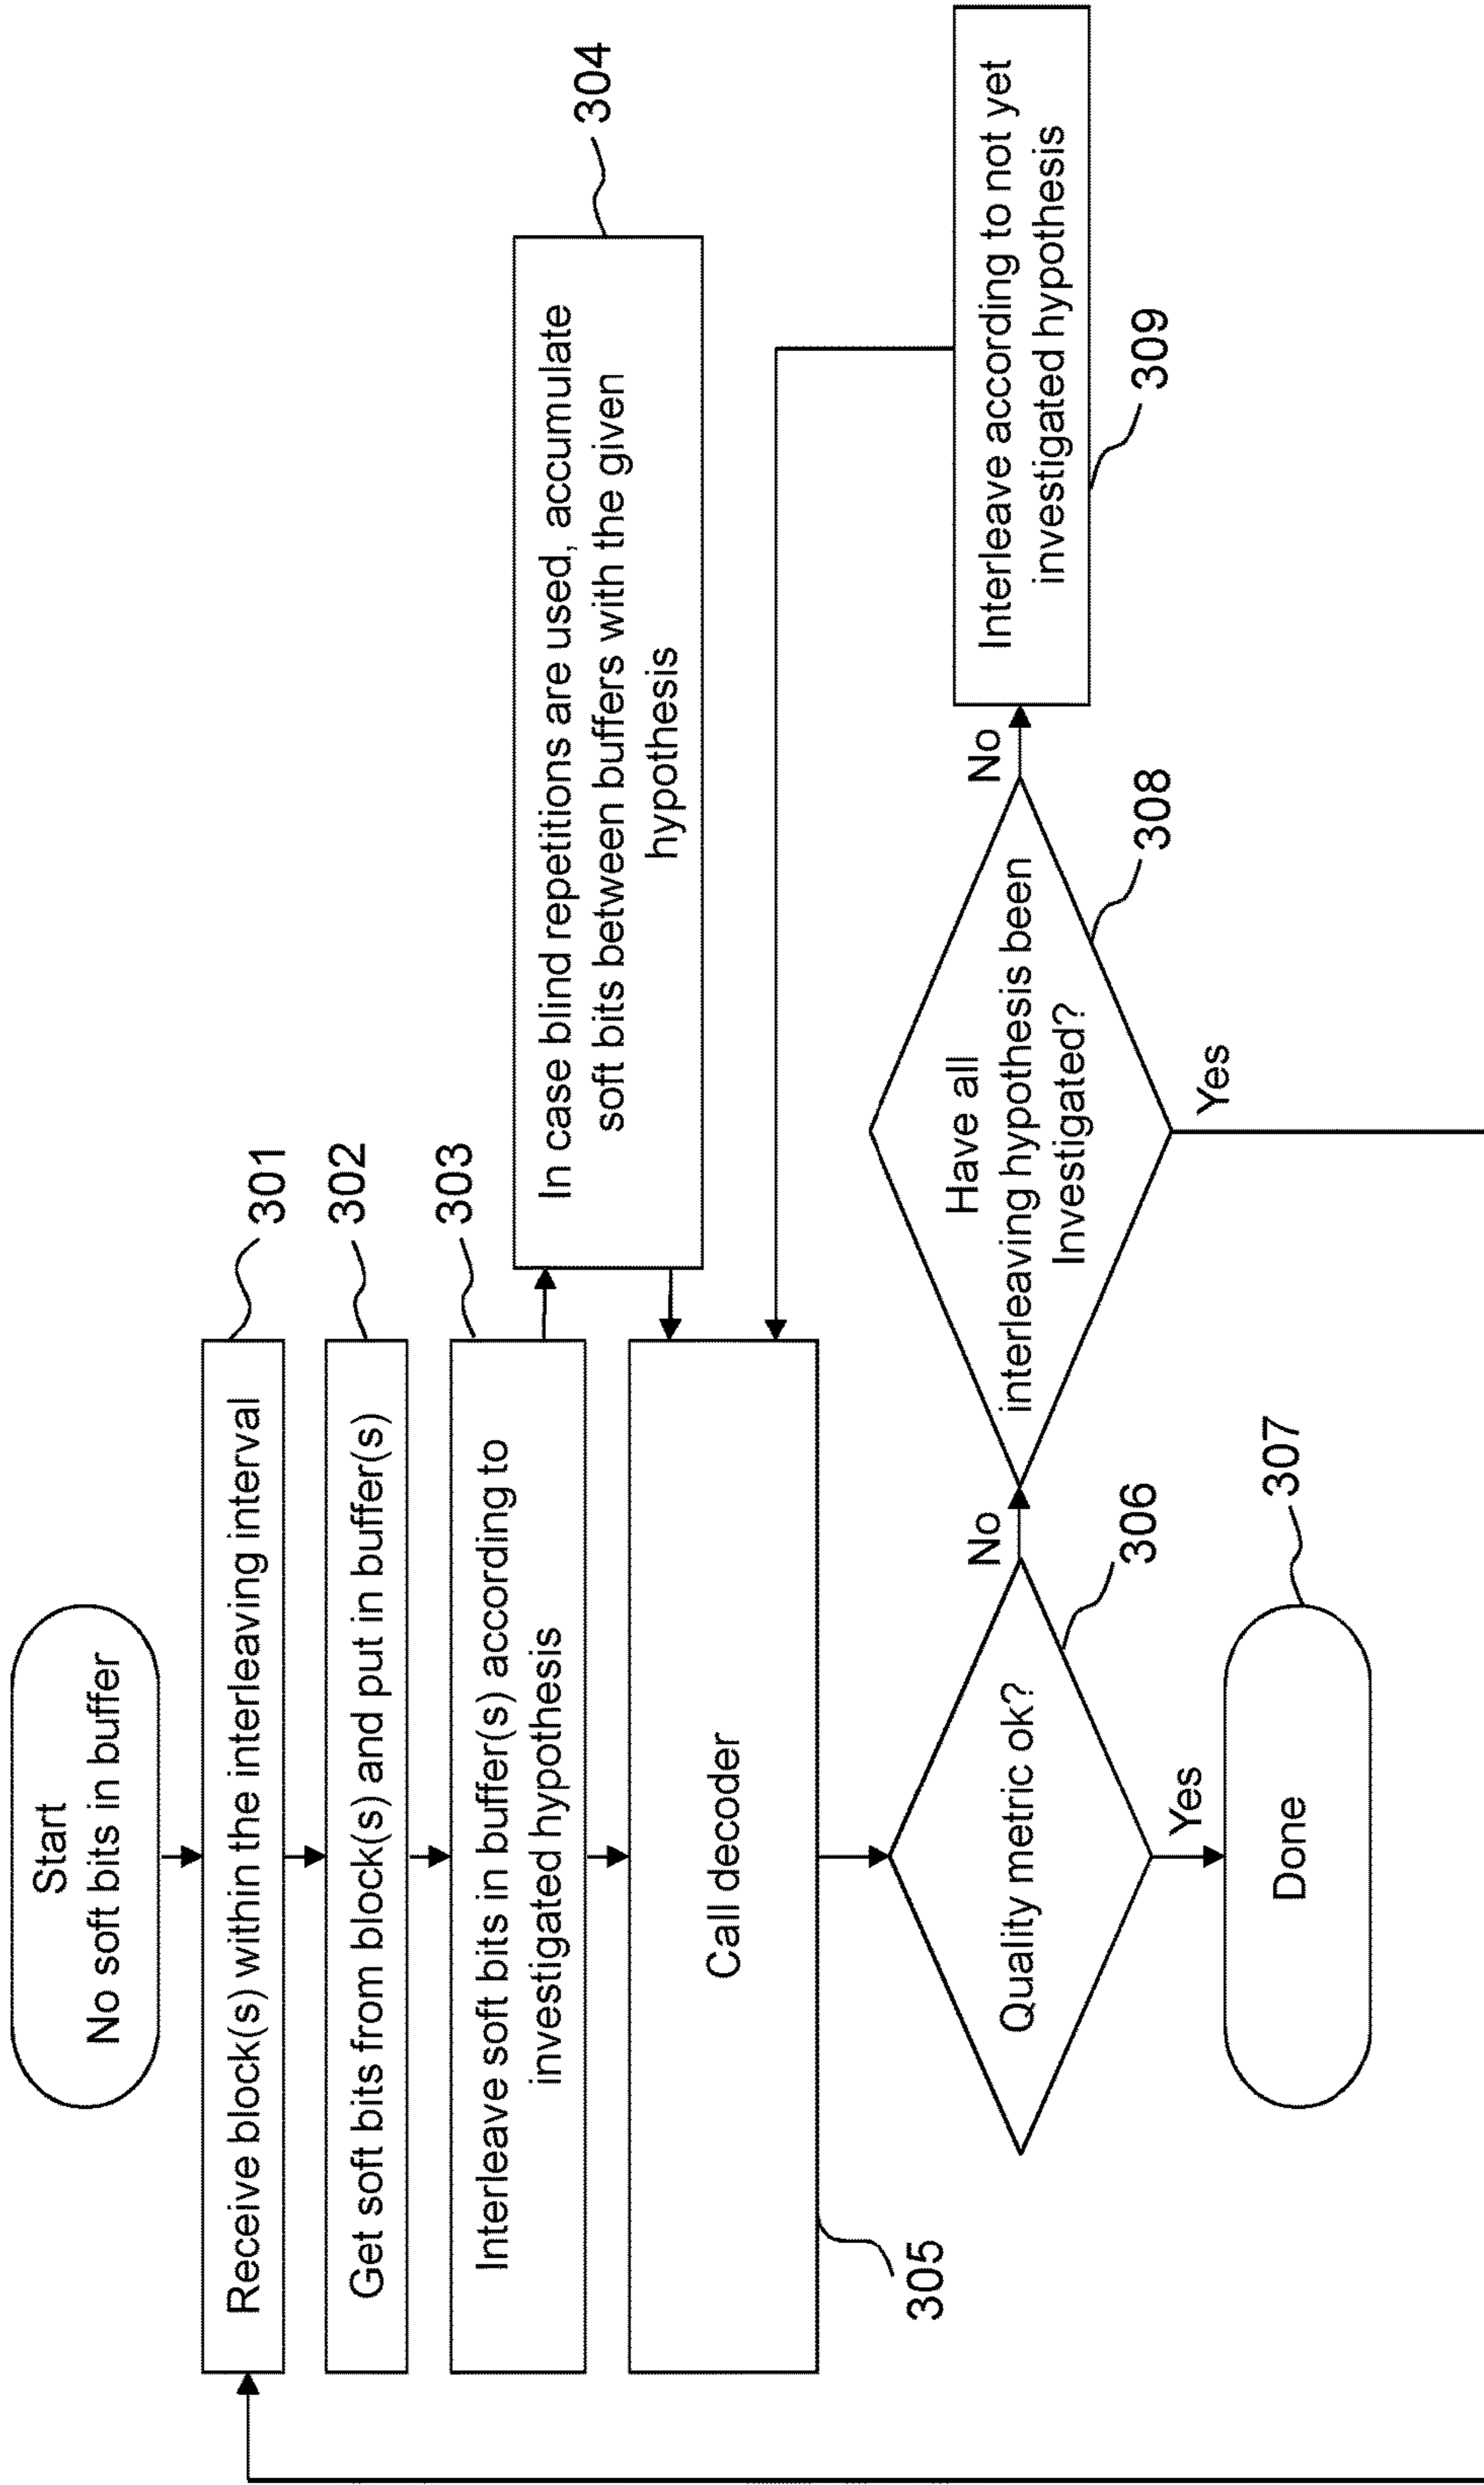 Start
No soft bits in buffer
Receive block(s) within the interleaving interval
301
Get soft bits from block(s) and put in buffer(s)
302
Interleave soft bits in buffer(s) according to
investigated hypothesis
303
In case blind repetitions are used, accumulate
soft bits between buffers with the given
hypothesis
304
Call decoder
305
Quality metric ok?
306
No
Yes
Done
307
Have all
interleaving hypothesis been
Investigated?
308
No
Yes
Interleave according to not yet
investigated hypothesis
309